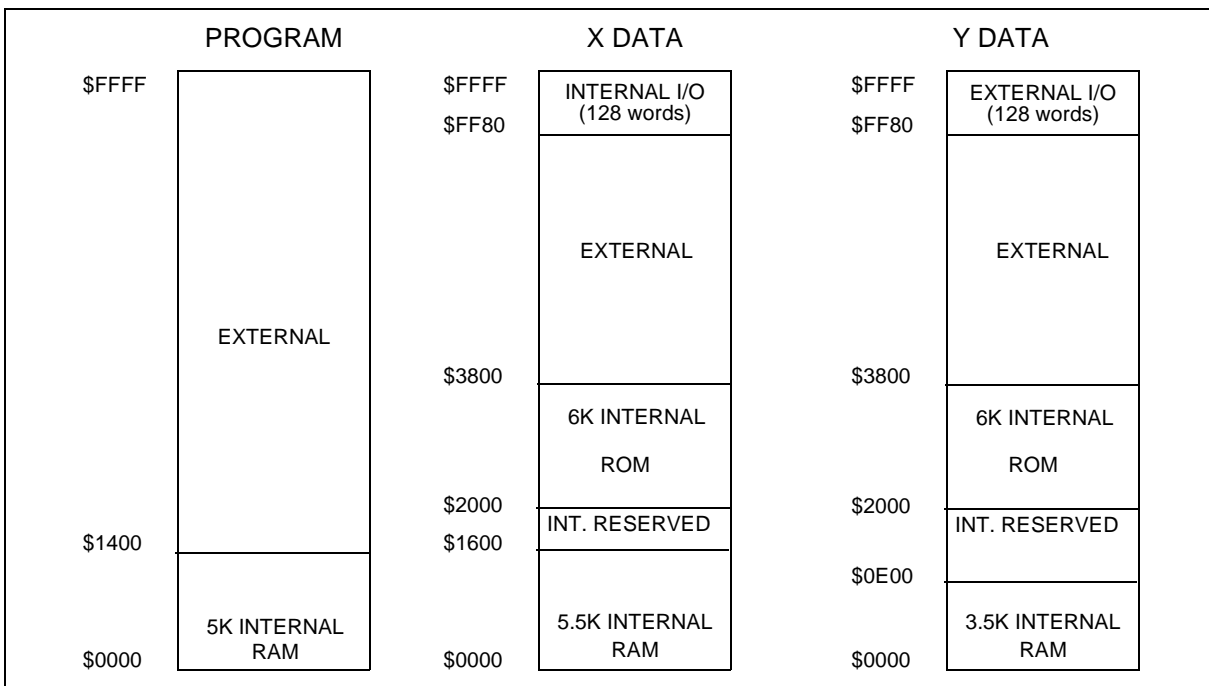 PROGRAM
$FFFF
EXTERNAL
$1400
5K INTERNAL
RAM
$0000
X DATA
$FFFF
INTERNAL I/O
(128 words)
$FF80
EXTERNAL
$3800
6K INTERNAL
ROM
$2000
INT. RESERVED
$1600
5.5K INTERNAL
RAM
$0000
Y DATA
$FFFF
EXTERNAL I/O
(128 words)
$FF80
EXTERNAL
$3800
6K INTERNAL
ROM
$2000
INT. RESERVED
$0E00
3.5K INTERNAL
RAM
$0000